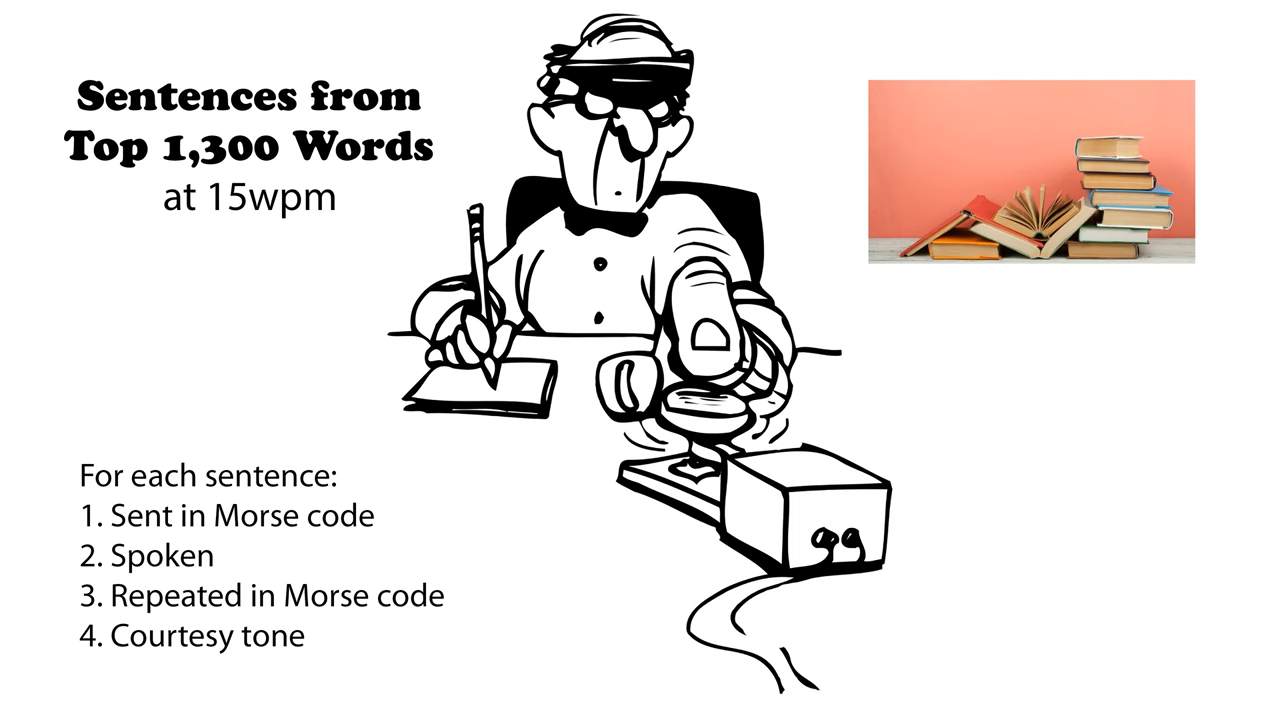 Sentences from
Top 1,300 Words
at 15wpm
For each sentence:
1. Sent in Morse code
2. Spoken
3. Repeated in Morse code
4. Courtesy tone